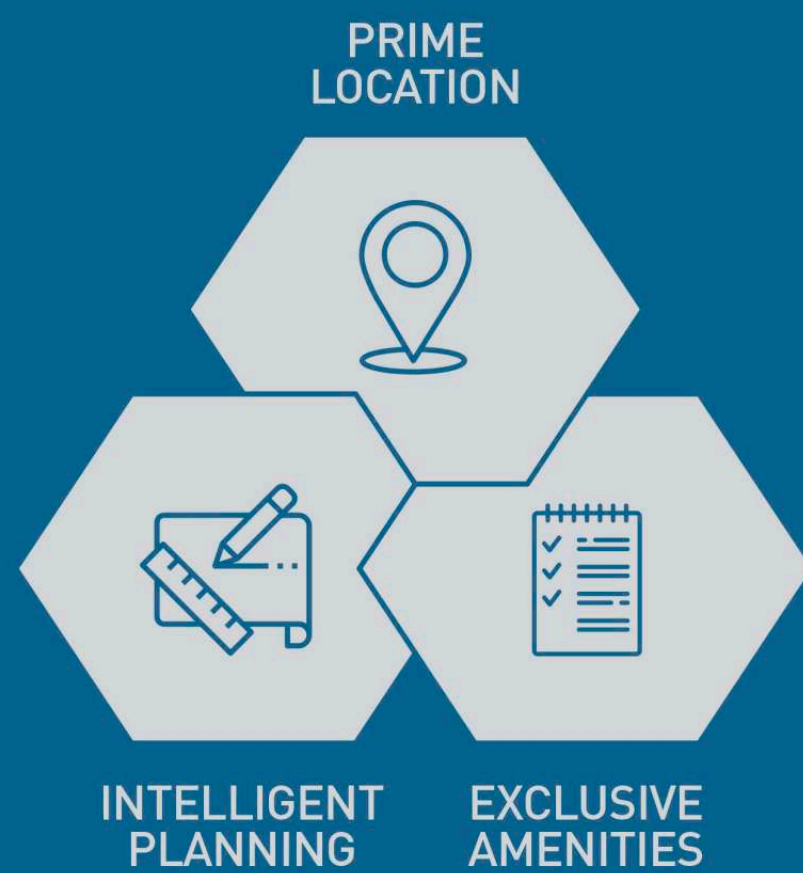 PRIME
LOCATION
INTELLIGENT
PLANNING
EXCLUSIVE
AMENITIES